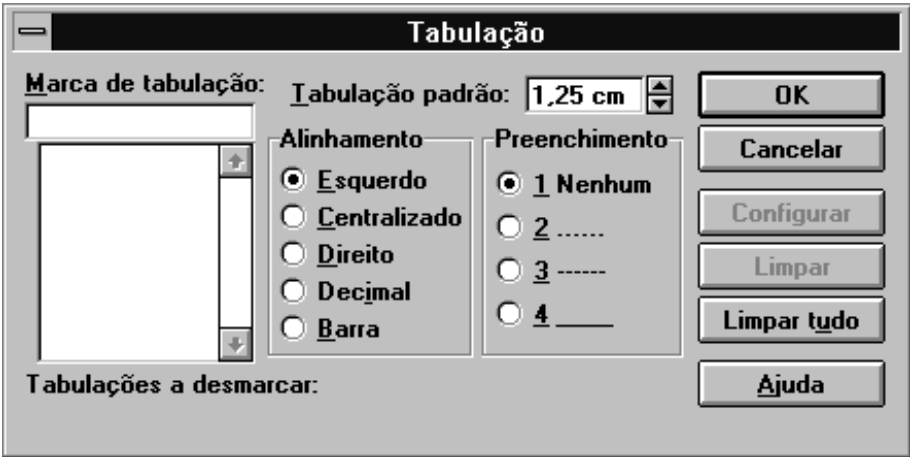 Tabulação
Marca de tabulação:
Tabulação padrão: 1,25 cm
Alinhamento
Esquerdo
Centralizado
Direito
Decimal
Barra
Preenchimento
1 Nenhum
2 ......
3 ------
4 ____
OK
Cancelar
Configurar
Limpar
Limpar tudo
Ajuda
Tabulações a desmarcar: